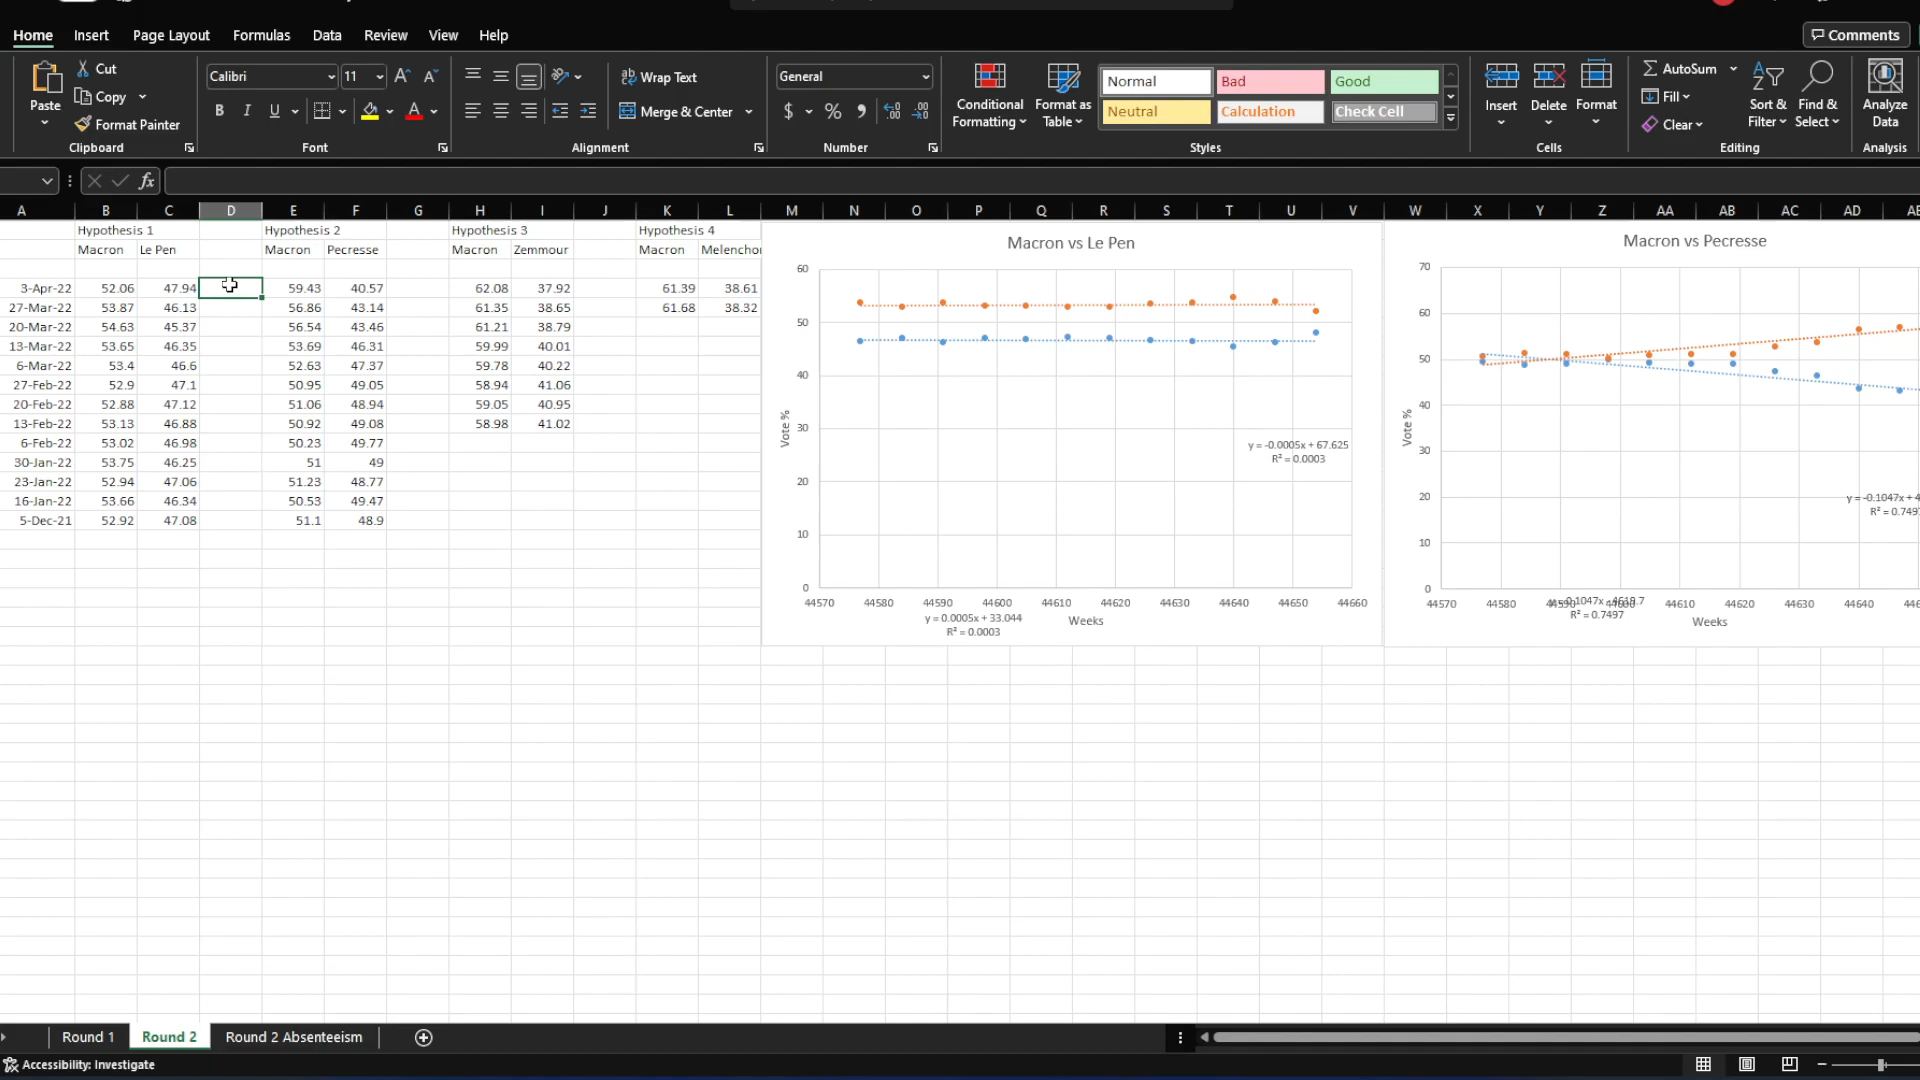 Home Insert Page Layout Formulas Data Review View Help Comments
Paste Cut Copy Format Painter Clipboard
Calibri 11 Font
Wrap Text Merge & Center Alignment
General Number
Conditional Formatting Format as Table
Normal Bad Good
Neutral Calculation Check Cell
Styles
Insert Delete Format Cells
AutoSum Fill Clear Sort & Filter Find & Select Editing
Analyze Data Analysis
fx
A B C D E F G H I J K L M N O P Q R S T U V W X Y Z AA AB AC AD
Hypothesis 1 Hypothesis 2 Hypothesis 3 Hypothesis 4
Macron Le Pen Macron Pecresse Macron Zemmour Macron Melencho
3-Apr-22 52.06 47.94 59.43 40.57 62.08 37.92 61.39 38.61
27-Mar-22 53.87 46.13 56.86 43.14 61.35 38.65 61.68 38.32
20-Mar-22 54.63 45.37 56.54 43.46 61.21 38.79
13-Mar-22 53.65 46.35 53.69 46.31 59.99 40.01
6-Mar-22 53.4 46.6 52.63 47.37 59.78 40.22
27-Feb-22 52.9 47.1 50.95 49.05 58.94 41.06
20-Feb-22 52.88 47.12 51.06 48.94 59.05 40.95
13-Feb-22 53.13 46.88 50.92 49.08 58.98 41.02
6-Feb-22 53.02 46.98 50.23 49.77
30-Jan-22 53.75 46.25 51 49
23-Jan-22 52.94 47.06 51.23 48.77
16-Jan-22 53.66 46.34 50.53 49.47
5-Dec-21 52.92 47.08 51.1 48.9
Macron vs Le Pen
60
50
40
30
20
10
0
Vote %
y = -0.0005x + 67.625
R² = 0.0003
44570 44580 44590 44600 44610 44620 44630 44640 44650 44660
y = 0.0005x + 33.044
R² = 0.0003
Weeks
Macron vs Pecresse
70
60
50
40
30
20
10
0
Vote %
y = -0.1047x + 4
R² = 0.749
44570 44580 44610 44620 44630 44640
R² = 0.7497
Weeks
Round 1 Round 2 Round 2 Absenteeism
Accessibility: Investigate